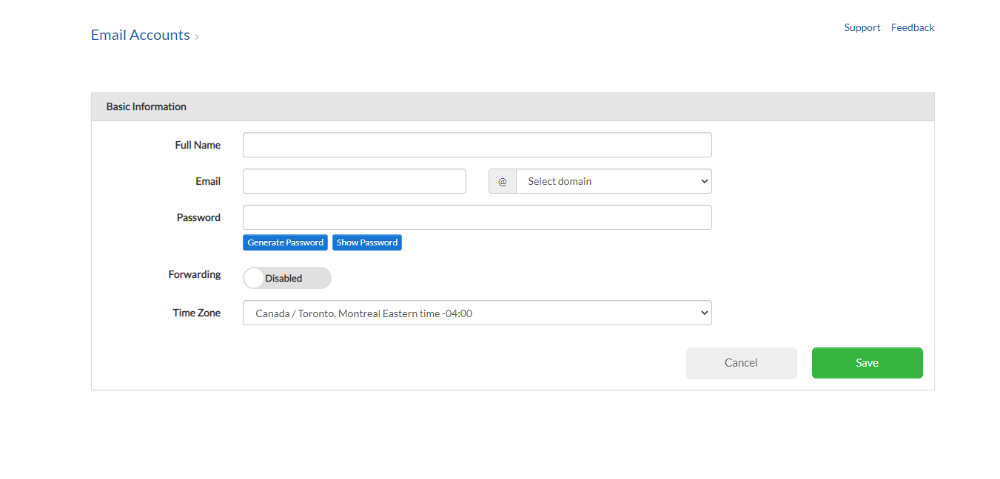 Email Accounts ›
Support Feedback
Basic Information
Full Name
Email
@ Select domain
Password
Generate Password Show Password
Forwarding
Disabled
Time Zone
Canada / Toronto, Montreal Eastern time -04:00
Cancel Save